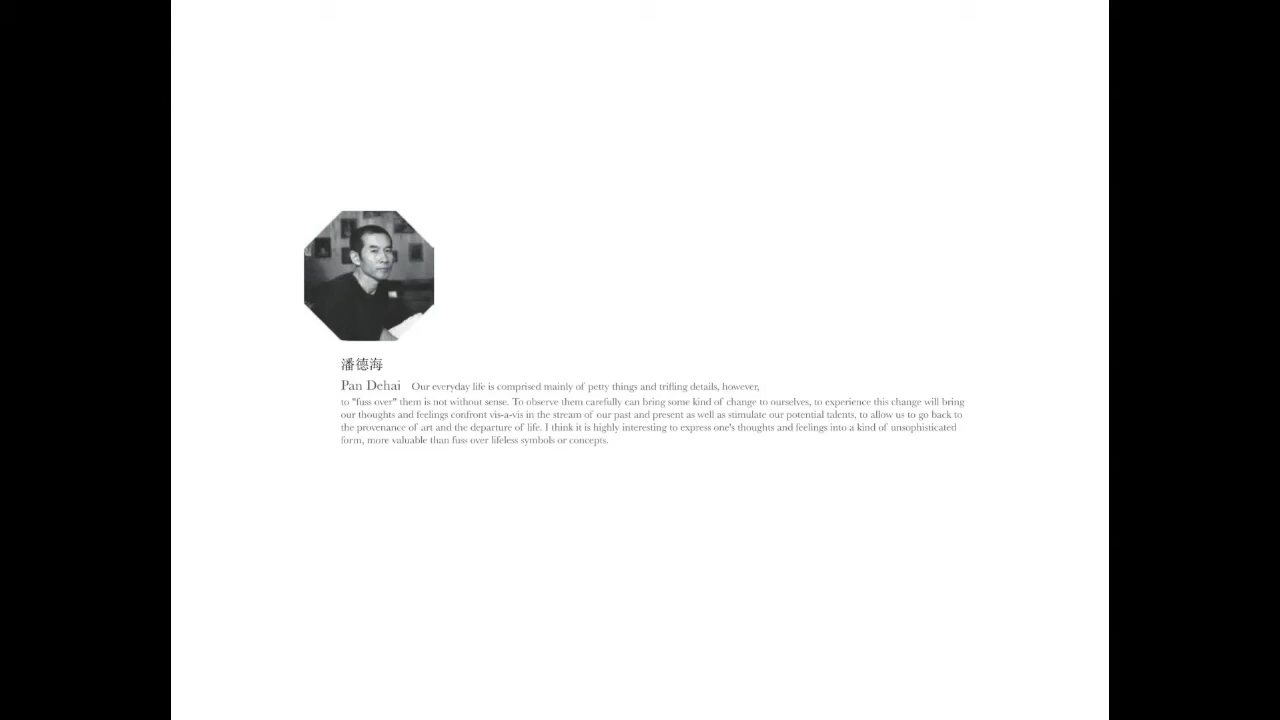 潘德海
Pan Dehai Our everyday life is comprised mainly of petty things and trifling details, however,
to "fuss over" them is not without sense. To observe them carefully can bring some kind of change to ourselves, to experience this change will bring
our thoughts and feelings confront vis-a-vis in the stream of our past and present as well as stimulate our potential talents, to allow us to go back to
the provenance of art and the departure of life. I think it is highly interesting to express one's thoughts and feelings into a kind of unsophisticated
form, more valuable than fuss over lifeless symbols or concepts.